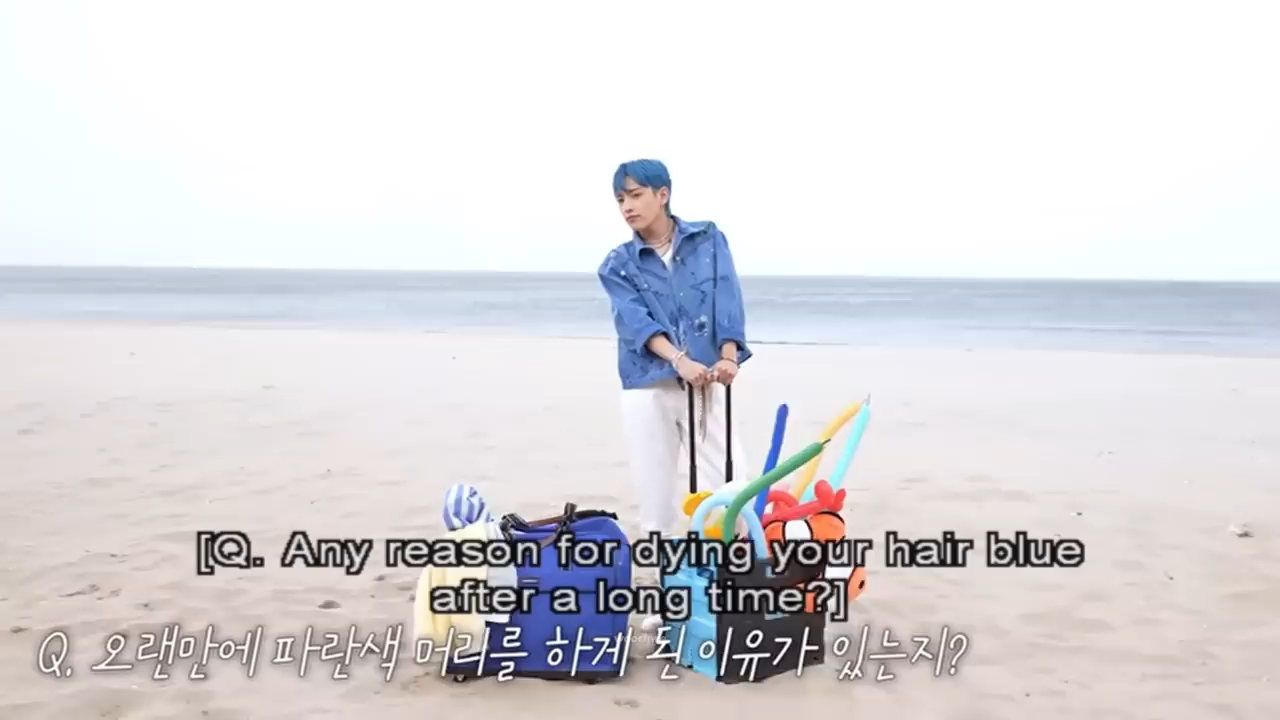 [Q. Any reason for dying your hair blue
after a long time?]
Q. 오랜만에 파란색 머리를 하게 된 이유가 있는지?